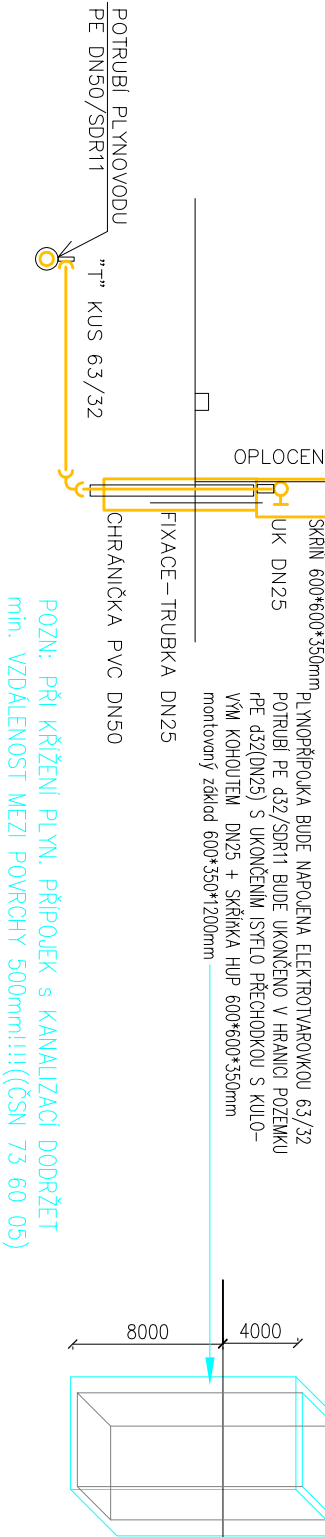 POTRUBÍ PLYNOVODU
PE DN50/SDR11
"T" KUS 63/32
OPLOCEN
SKŘIŇ 600*600*350mm
UK DN25
FIXACE-TRUBKA DN25
CHRÁNIČKA PVC DN50
PLYNOPŘÍPOJKA BUDE NAPOJENA ELEKTROTVAROVKOU 63/32
POTRUBÍ PE d32/SDR11 BUDE UKONČENO V HRANICI POZEMKU
rPE d32(DN25) S UKONČENÍM ISYFLO PŘECHODKOU S KULO-
VÝM KOHOUTEM DN25 + SKŘÍŇKA HUP 600*600*350mm
montovaný základ 600*350*1200mm
POZN: PŘI KŘÍŽENÍ PLYN. PŘÍPOJEK s KANALIZACÍ DODRŽET
min. VZDÁLENOST MEZI POVRCHY 500mm!!!!((ČSN 73 60 05)
8000
4000